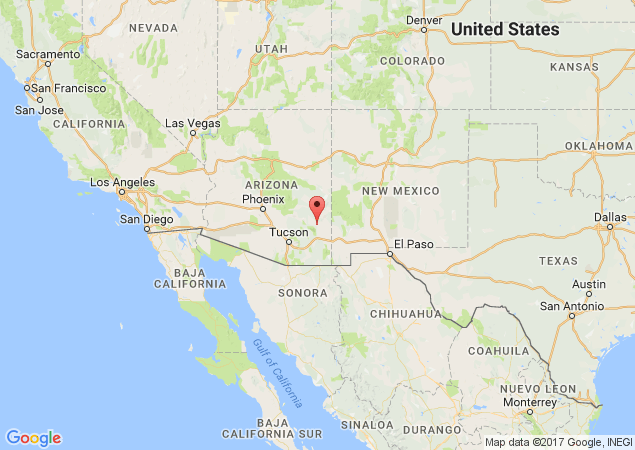 NEVADA
Denver
United States
Sacramento
UTAH
COLORADO
KANSAS
San Francisco
San Jose
CALIFORNIA
Las Vegas
OKLAHOMA
Los Angeles
ARIZONA
NEW MEXICO
Phoenix
San Diego
Dallas
Tucson
El Paso
TEXAS
BAJA
CALIFORNIA
Austin
SONORA
San Antonio
CHIHUAHUA
Gulf of California
COAHUILA
NUEVO LEON
Monterrey
BAJA
CALIFORNIA SUR
SINALOA
DURANGO
Google
Map data ©2017 Google, INEGI